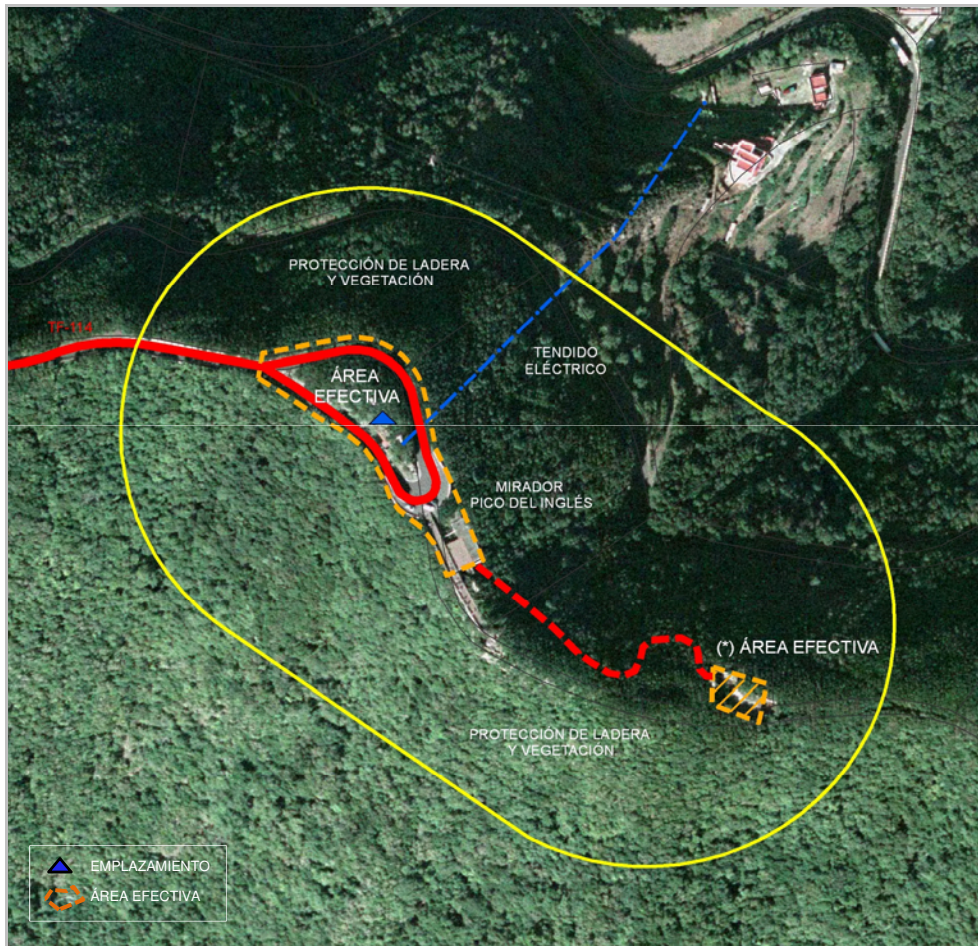 PROTECCIÓN DE LADERA
Y VEGETACIÓN
TF-114
ÁREA
EFECTIVA
TENDIDO
ELÉCTRICO
MIRADOR
PICO DEL INGLÉS
(*) ÁREA EFECTIVA
PROTECCIÓN DE LADERA
Y VEGETACIÓN
EMPLAZAMIENTO
ÁREA EFECTIVA